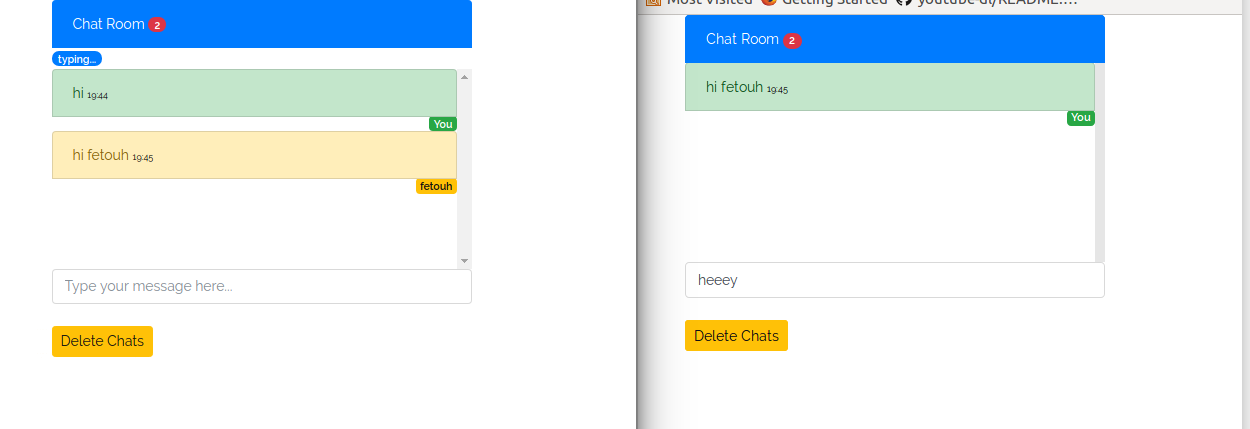 Chat Room 2
typing...
hi 19:44
You
hi fetouh 19:45
fetouh
Type your message here...
Delete Chats
Most Visited Getting Started youtube-dl/README....
Chat Room 2
hi fetouh 19:45
You
heeey
Delete Chats